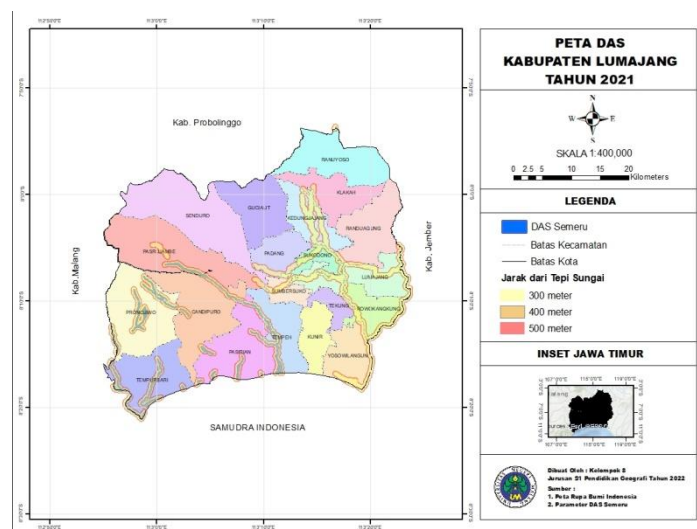 PETA DAS
KABUPATEN LUMAJANG
TAHUN 2021
N
W E
S
SKALA 1:400,000
0 2.5 5 10 15 20
Kilometers
LEGENDA
DAS Semeru
Batas Kecamatan
Batas Kota
Jarak dari Tepi Sungai
300 meter
400 meter
500 meter
INSET JAWA TIMUR
Dibuat Oleh : Kelompok 8
Jurusan S1 Pendidikan Geografi Tahun 2022
Sumber :
1. Peta Rupa Bumi Indonesia
2. Parameter DAS Semeru
Kab. Probolinggo
Kab.Malang
Kab. Jember
SAMUDRA INDONESIA
RANUYOSO
KLAKAH
SENDURO
GUCIALIT
KEDUNGJAJANG
RANDUAGUNG
PADANG
SUKODONO
PASRUJAMBE
SUMBERSUKO
LUMAJANG
TEKUNG
ROWOKANGKUNG
PRONOJIWO
CANDIPURO
TEMPEH
KUNIR
PASIRIAN
YOSOWILANGUN
TEMPURSARI